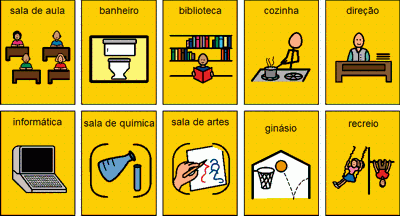 sala de aula
banheiro
biblioteca
cozinha
direção
informática
sala de química
sala de artes
ginásio
recreio